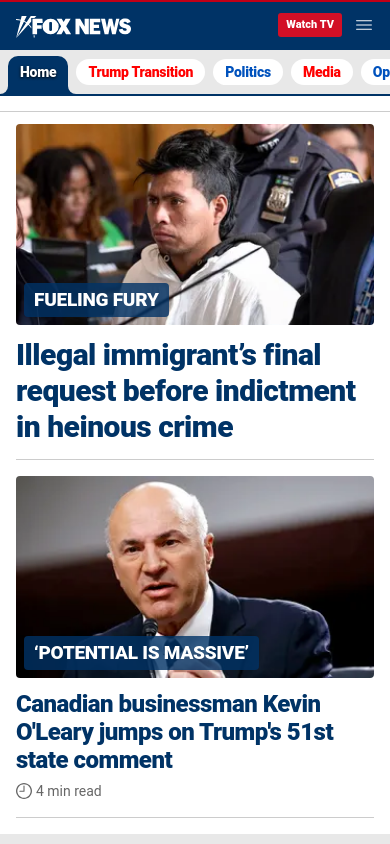 FOX NEWS
Watch TV
Home
Trump Transition
Politics
Media
Op
FUELING FURY
Illegal immigrant’s final
request before indictment
in heinous crime
‘POTENTIAL IS MASSIVE’
Canadian businessman Kevin
O'Leary jumps on Trump's 51st
state comment
4 min read